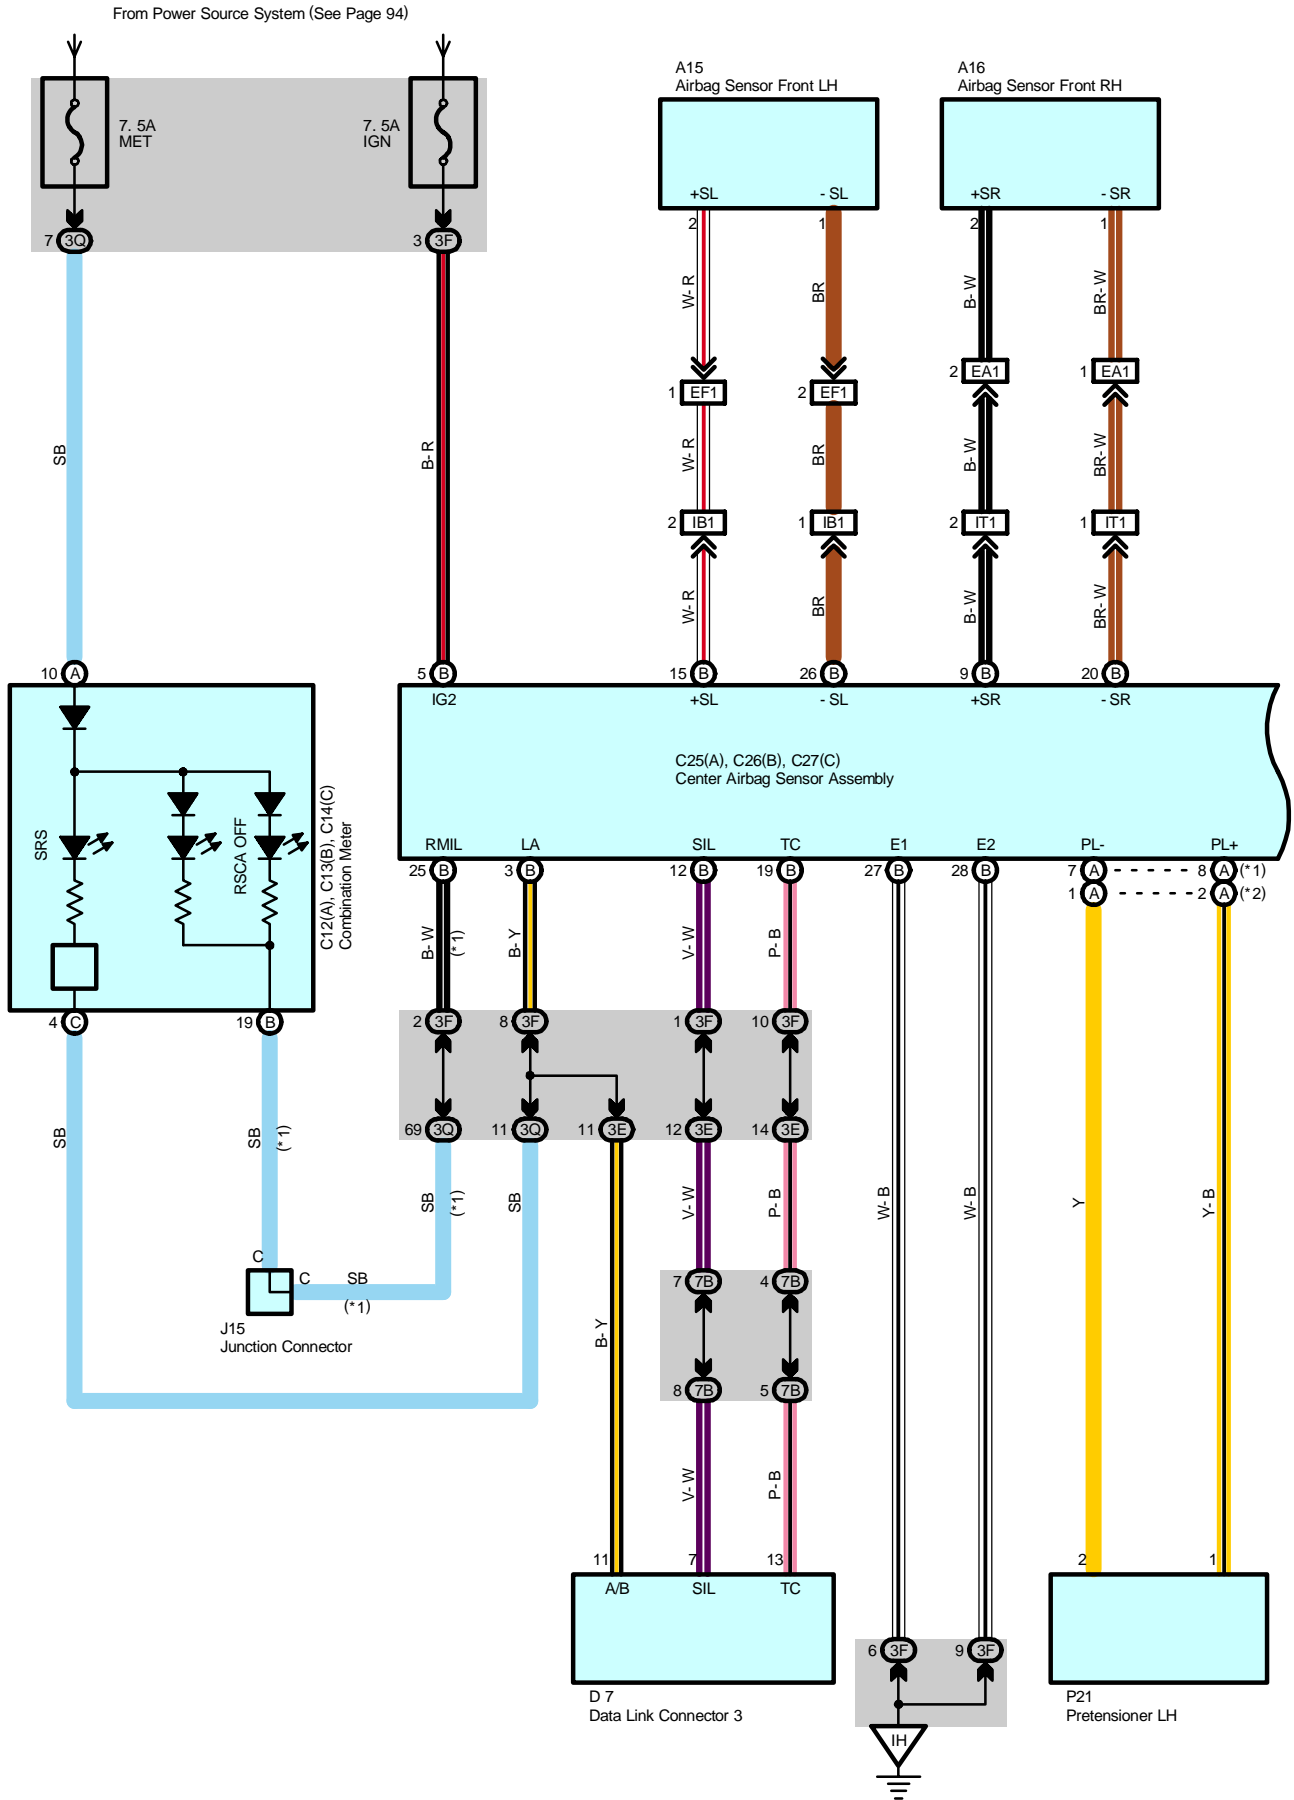 From Power Source System (See Page 94)
7. 5A
MET
7. 5A
IGN
7 3Q
3 3F
A15
Airbag Sensor Front LH
A16
Airbag Sensor Front RH
+SL
- SL
+SR
- SR
2
1
2
1
W- R
BR
B- W
BR- W
1 EF1
2 EF1
2 EA1
1 EA1
SB
B- R
W- R
BR
B- W
BR- W
2 IB1
1 IB1
2 IT1
1 IT1
W- R
BR
B- W
BR- W
10 A
5 B
15 B
26 B
9 B
20 B
IG2
+SL
- SL
+SR
- SR
C25(A), C26(B), C27(C)
Center Airbag Sensor Assembly
SRS
RSCA OFF
C12(A), C13(B), C14(C)
Combination Meter
RMIL
LA
SIL
TC
E1
E2
PL-
PL+
25 B
3 B
12 B
19 B
27 B
28 B
7 A
8 A (*1)
1 A
2 A (*2)
B- W
(*1)
B- Y
V- W
P- B
4 C
19 B
2 3F
8 3F
1 3F
10 3F
69 3Q
11 3Q
11 3E
12 3E
14 3E
SB
SB
(*1)
SB
(*1)
SB
V- W
P- B
W- B
W- B
Y
Y- B
C
C
SB
(*1)
J15
Junction Connector
7 7B
4 7B
B- Y
8 7B
5 7B
V- W
P- B
11
7
13
2
1
A/B
SIL
TC
6 3F
9 3F
D 7
Data Link Connector 3
P21
Pretensioner LH
IH